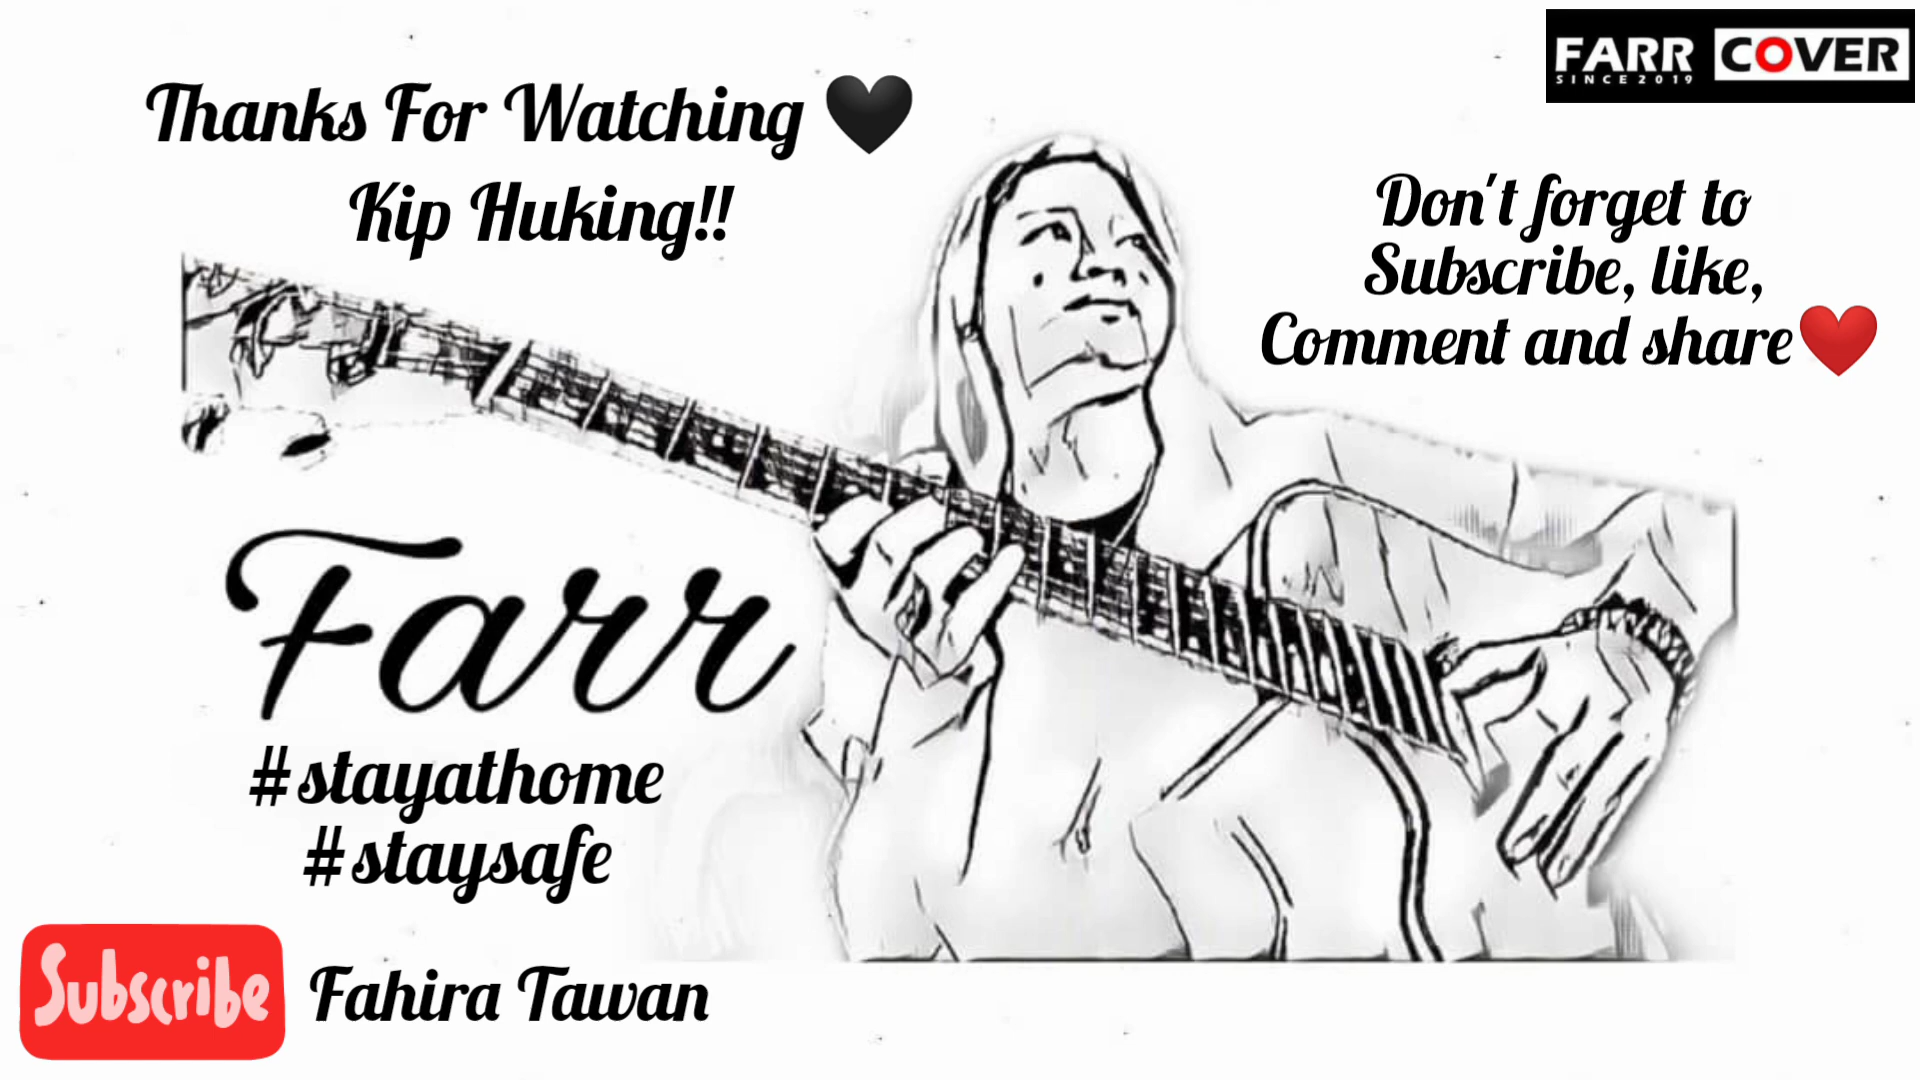 Thanks For Watching 🖤
Kip Huking!!
FARR COVER
SINCE 2019
Don't forget to
Subscribe, like,
Comment and share❤️
Farr
#stayathome
#staysafe
Subscribe
Fahira Tawan